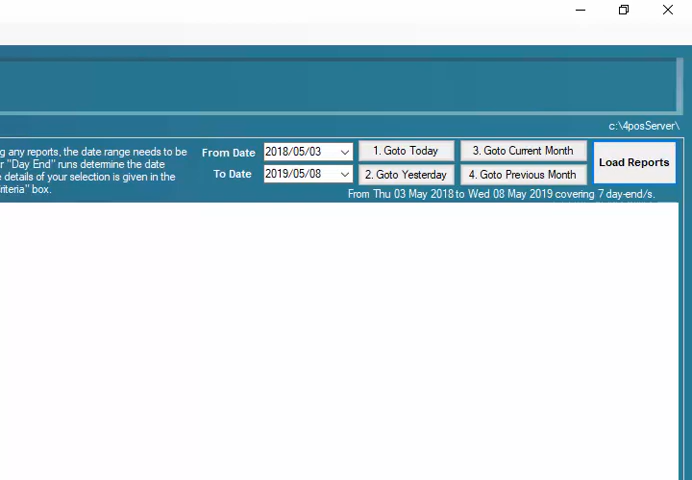 c:\4posServer\
g any reports, the date range needs to be
r "Day End" runs determine the date
e details of your selection is given in the
riteria" box.
From Date 2018/05/03 1. Goto Today 3. Goto Current Month
To Date 2019/05/08 2. Goto Yesterday 4. Goto Previous Month
Load Reports
From Thu 03 May 2018 to Wed 08 May 2019 covering 7 day-end/s.